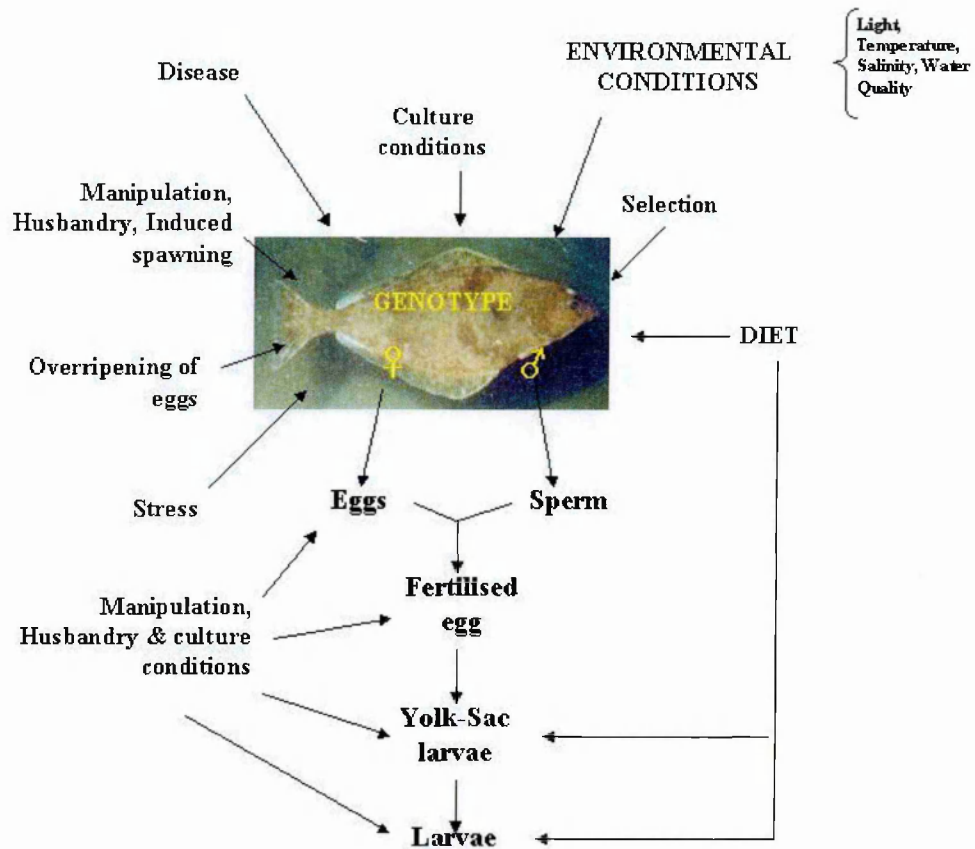 Light,
Temperature,
Salinity, Water
Quality
ENVIRONMENTAL
CONDITIONS
Disease
Culture
conditions
Manipulation,
Husbandry, Induced
spawning
Selection
GENOTYPE
DIET
Overripening of
eggs
♀
♂
Stress
Eggs
Sperm
Fertilised
egg
Manipulation,
Husbandry & culture
conditions
Yolk-Sac
larvae
Larvae